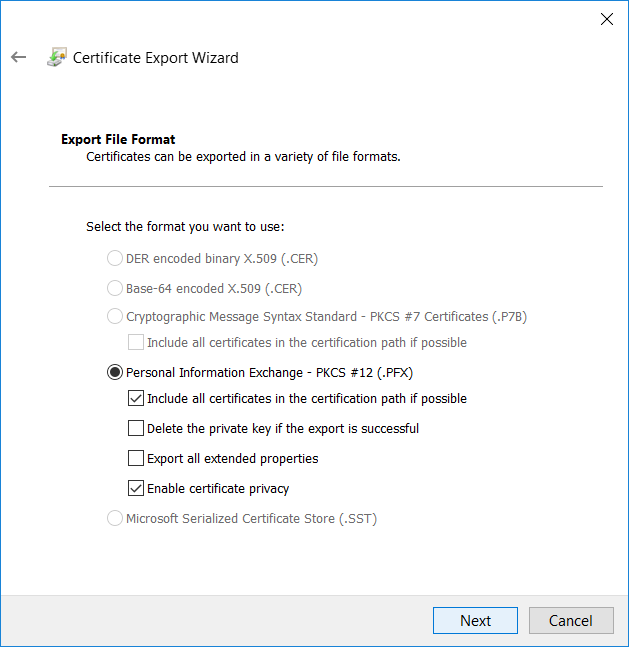 Certificate Export Wizard
Export File Format
Certificates can be exported in a variety of file formats.
Select the format you want to use:
DER encoded binary X.509 (.CER)
Base-64 encoded X.509 (.CER)
Cryptographic Message Syntax Standard - PKCS #7 Certificates (.P7B)
Include all certificates in the certification path if possible
Personal Information Exchange - PKCS #12 (.PFX)
Include all certificates in the certification path if possible
Delete the private key if the export is successful
Export all extended properties
Enable certificate privacy
Microsoft Serialized Certificate Store (.SST)
Next Cancel